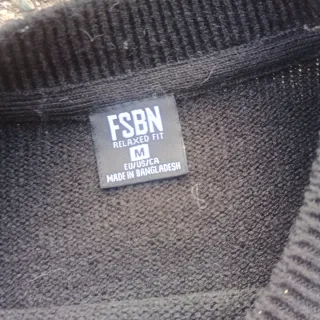 FSBN
RELAXED FIT
M
EU/US/CA
MADE IN BANGLADESH